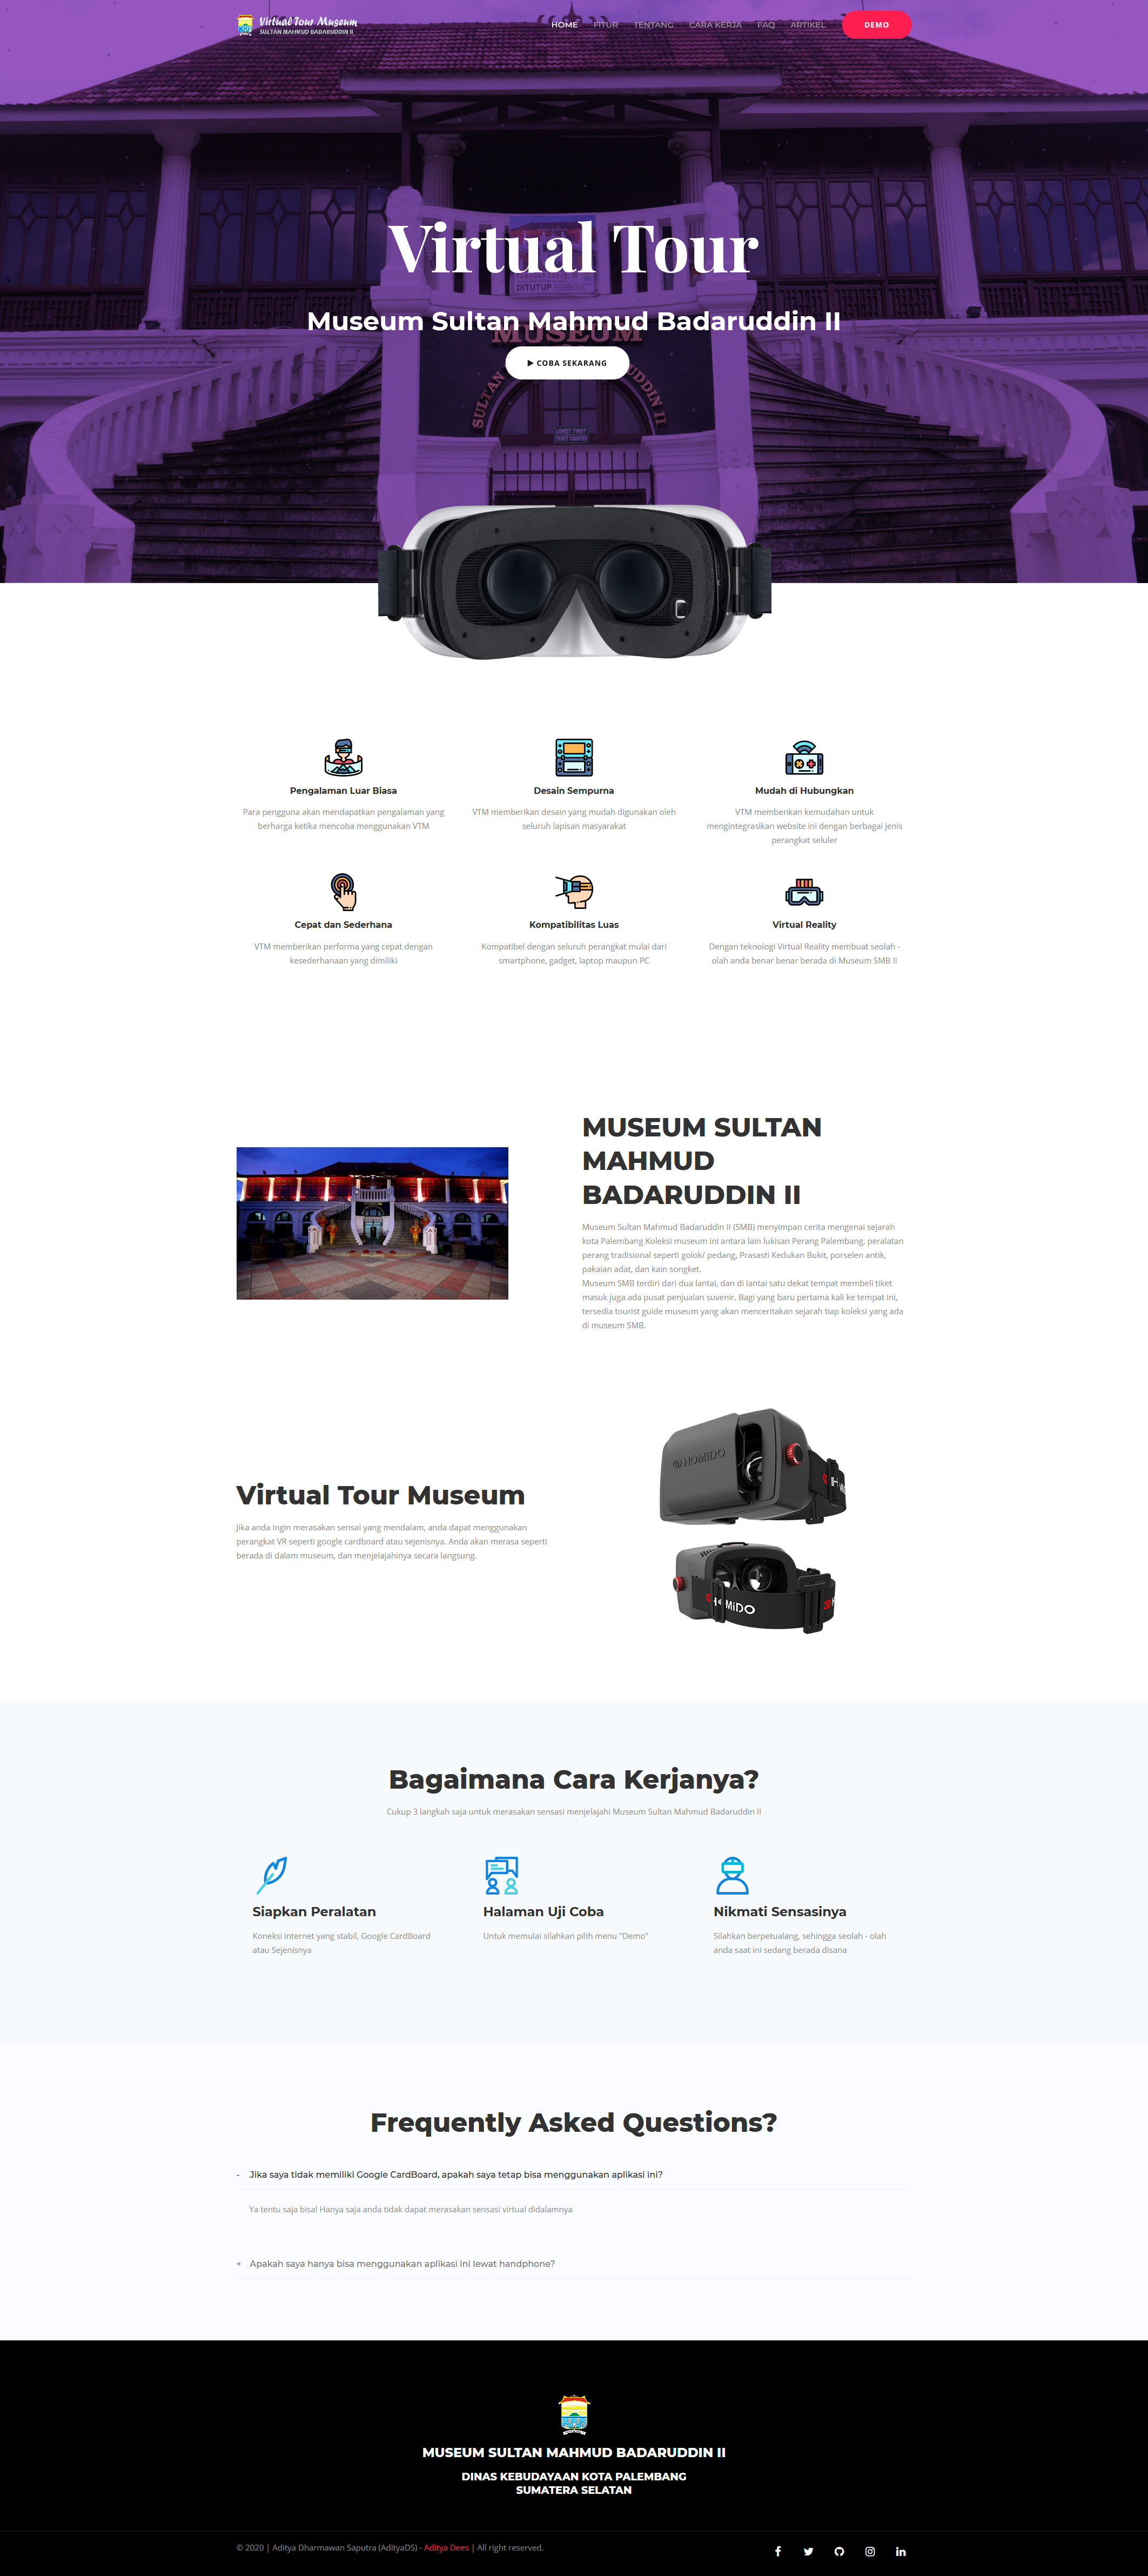 Virtual Tour Museum
SULTAN MAHMUD BADARUDDIN II
HOME
FITUR
TENTANG
CARA KERJA
FAQ
ARTIKEL
DEMO
Virtual Tour
DITUTUP
Museum Sultan Mahmud Badaruddin II
MUSEUM
COBA SEKARANG
LOKET TIKET
TICKET COUNTER
Pengalaman Luar Biasa
Para pengguna akan mendapatkan pengalaman yang
berharga ketika mencoba menggunakan VTM
Desain Sempurna
VTM memberikan desain yang mudah digunakan oleh
seluruh lapisan masyarakat
Mudah di Hubungkan
VTM memberikan kemudahan untuk
mengintegrasikan website ini dengan berbagai jenis
perangkat seluler
Cepat dan Sederhana
VTM memberikan performa yang cepat dengan
kesederhanaan yang dimiliki
Kompatibilitas Luas
Kompatibel dengan seluruh perangkat mulai dari
smartphone, gadget, laptop maupun PC
Virtual Reality
Dengan teknologi Virtual Reality membuat seolah -
olah anda benar benar berada di Museum SMB II
MUSEUM SULTAN
MAHMUD
BADARUDDIN II
Museum Sultan Mahmud Badaruddin II (SMB) menyimpan cerita mengenai sejarah
kota Palembang Koleksi museum ini antara lain lukisan Perang Palembang, peralatan
perang tradisional seperti golok/ pedang, Prasasti Kedukan Bukit, porselen antik,
pakaian adat, dan kain songket.
Museum SMB terdiri dari dua lantai, dan di lantai satu dekat tempat membeli tiket
masuk juga ada pusat penjualan suvenir. Bagi yang baru pertama kali ke tempat ini,
tersedia tourist guide museum yang akan menceritakan sejarah tiap koleksi yang ada
di museum SMB.
Virtual Tour Museum
Jika anda ingin merasakan sensai yang mendalam, anda dapat menggunakan
perangkat VR seperti google cardboard atau sejenisnya. Anda akan merasa seperti
berada di dalam museum, dan menjelajahinya secara langsung.
HOMIDO
HOMIDO
Bagaimana Cara Kerjanya?
Cukup 3 langkah saja untuk merasakan sensasi menjelajahi Museum Sultan Mahmud Badaruddin II
Siapkan Peralatan
Koneksi internet yang stabil, Google CardBoard
atau Sejenisnya
Halaman Uji Coba
Untuk memulai silahkan pilih menu "Demo"
Nikmati Sensasinya
Silahkan berpetualang, sehingga seolah - olah
anda saat ini sedang berada disana
Frequently Asked Questions?
- Jika saya tidak memiliki Google CardBoard, apakah saya tetap bisa menggunakan aplikasi ini?
Ya tentu saja bisa! Hanya saja anda tidak dapat merasakan sensasi virtual didalamnya
+ Apakah saya hanya bisa menggunakan aplikasi ini lewat handphone?
MUSEUM SULTAN MAHMUD BADARUDDIN II
DINAS KEBUDAYAAN KOTA PALEMBANG
SUMATERA SELATAN
© 2020 | Aditya Dharmawan Saputra (AdityaDS) - Aditya Dees | All right reserved.